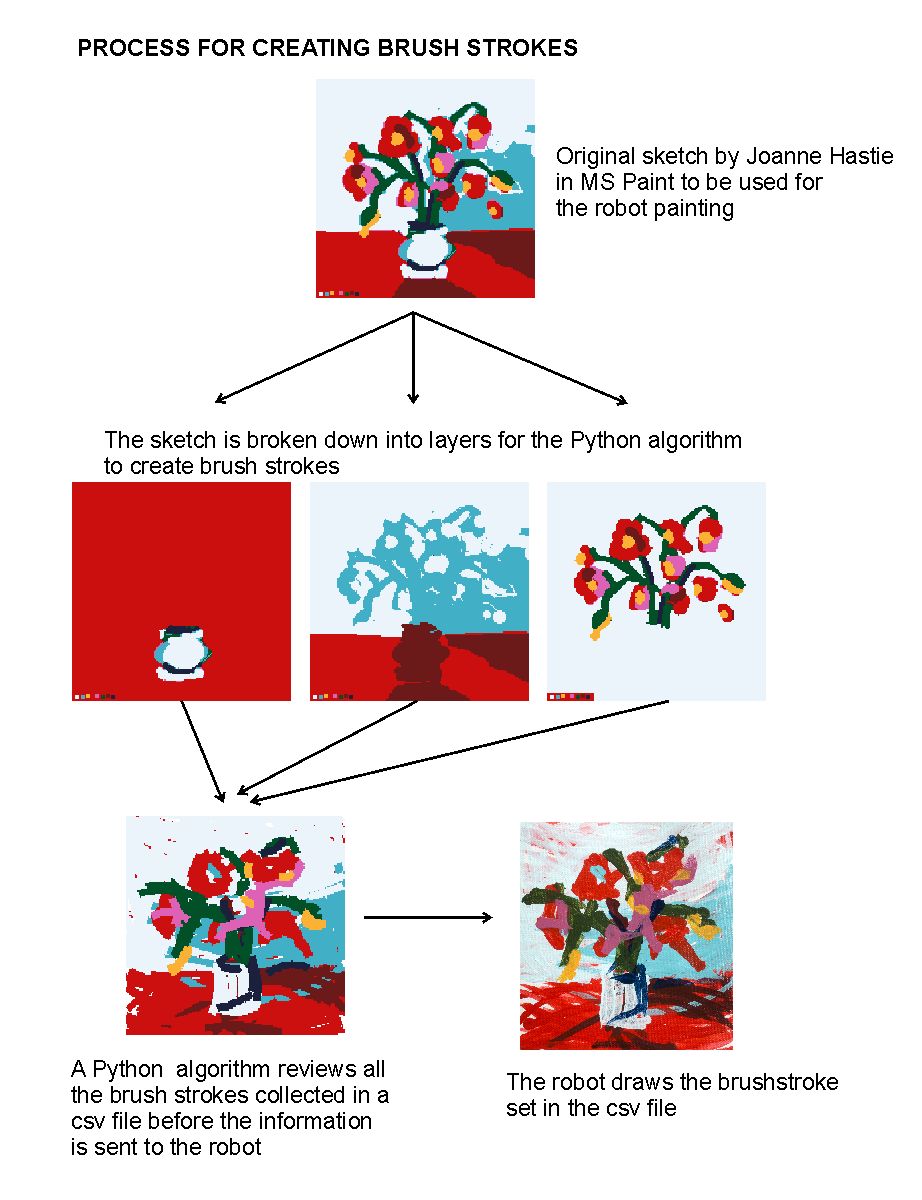 PROCESS FOR CREATING BRUSH STROKES
Original sketch by Joanne Hastie
in MS Paint to be used for
the robot painting
The sketch is broken down into layers for the Python algorithm
to create brush strokes
A Python  algorithm reviews all
the brush strokes collected in a
csv file before the information
is sent to the robot
The robot draws the brushstroke
set in the csv file